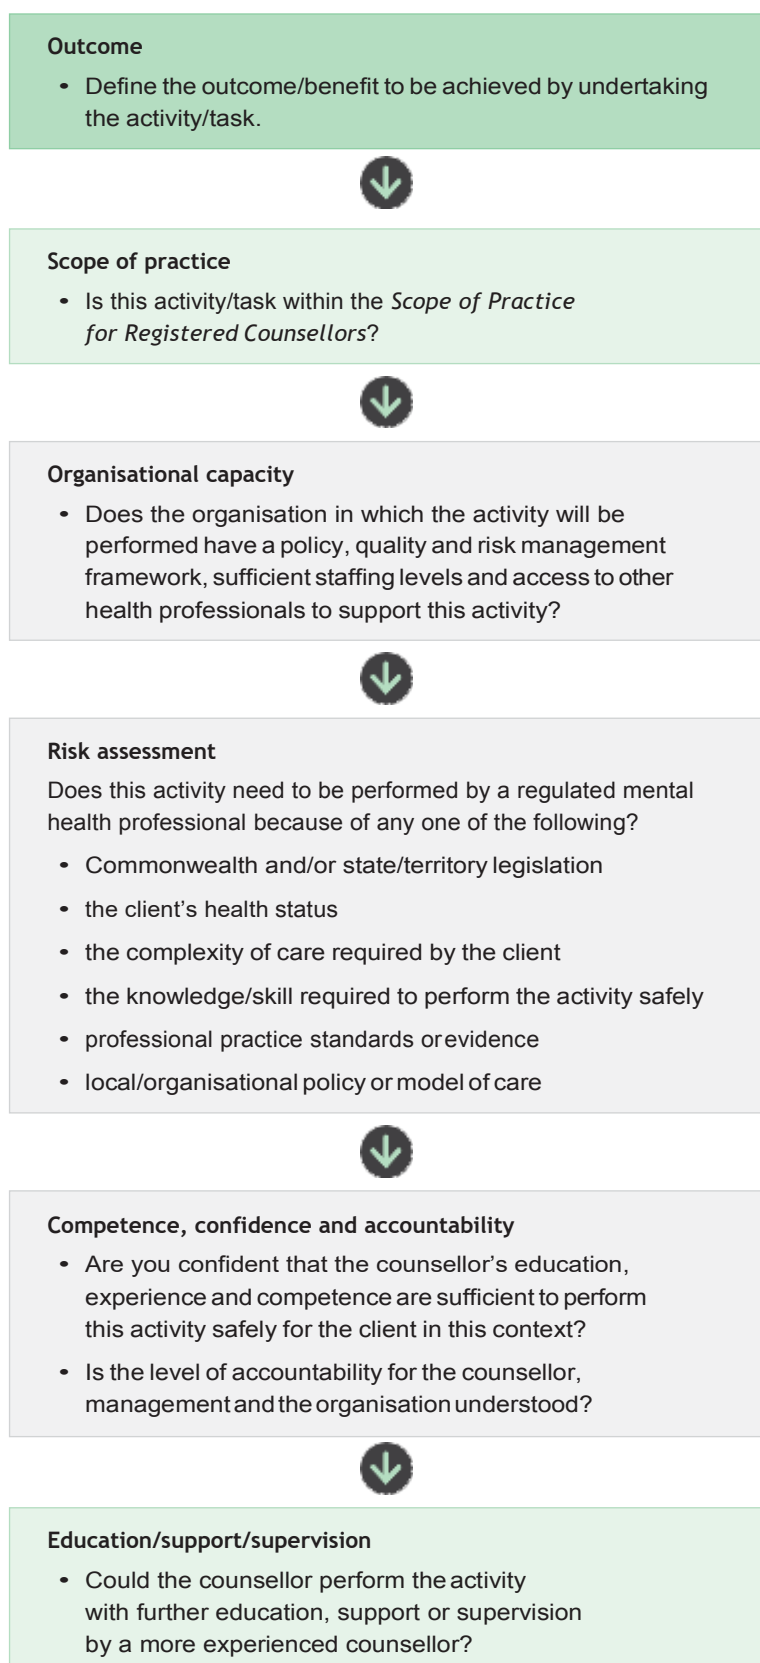 Outcome
• Define the outcome/benefit to be achieved by undertaking
the activity/task.
Scope of practice
• Is this activity/task within the Scope of Practice
for Registered Counsellors?
Organisational capacity
• Does the organisation in which the activity will be
performed have a policy, quality and risk management
framework, sufficient staffing levels and access to other
health professionals to support this activity?
Risk assessment
Does this activity need to be performed by a regulated mental
health professional because of any one of the following?
• Commonwealth and/or state/territory legislation
• the client’s health status
• the complexity of care required by the client
• the knowledge/skill required to perform the activity safely
• professional practice standards orevidence
• local/organisational policy or model of care
Competence, confidence and accountability
• Are you confident that the counsellor’s education,
experience and competence are sufficient to perform
this activity safely for the client in this context?
• Is the level of accountability for the counsellor,
management and the organisation understood?
Education/support/supervision
• Could the counsellor perform the activity
with further education, support or supervision
by a more experienced counsellor?